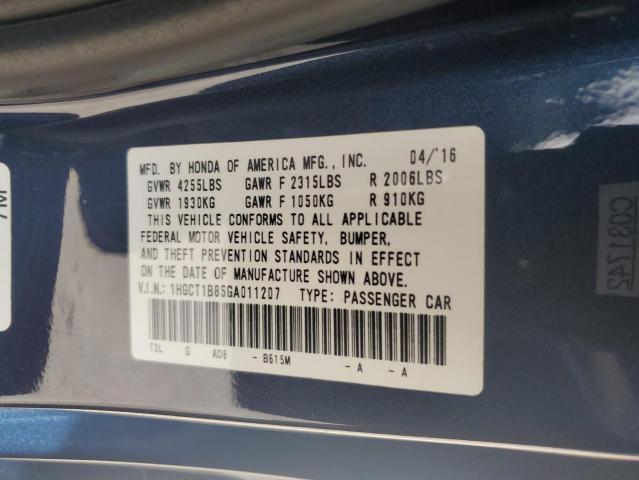 MFD. BY HONDA OF AMERICA MFG., INC. 04/'16
GVWR 4255LBS GAWR F 2315LBS R 2006LBS
GVWR 1930KG GAWR F 1050KG R 910KG
THIS VEHICLE CONFORMS TO ALL APPLICABLE
FEDERAL MOTOR VEHICLE SAFETY, BUMPER,
AND THEFT PREVENTION STANDARDS IN EFFECT
ON THE DATE OF MANUFACTURE SHOWN ABOVE.
V.I.N.: 1HGCT1B85GA011207 TYPE: PASSENGER CAR
T3L G AD8 - B615M - A - A
C031742
7M